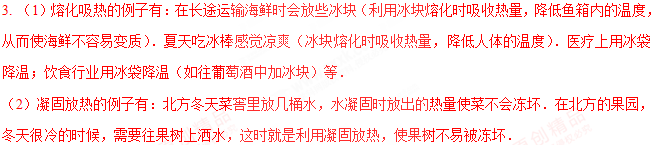 3. （1）熔化吸热的例子有：在长途运输海鲜时会放些冰块（利用冰块熔化时吸收热量，降低鱼箱内的温度，
从而使海鲜不容易变质）．夏天吃冰棒感觉凉爽（冰块熔化时吸收热量，降低人体的温度）．医疗上用冰袋
降温；饮食行业用冰袋降温（如往葡萄酒中加冰块）等．
（2）凝固放热的例子有：北方冬天菜窖里放几桶水，水凝固时放出的热量使菜不会冻坏．在北方的果园，
冬天很冷的时候，需要往果树上洒水，这时就是利用凝固放热，使果树不易被冻坏．